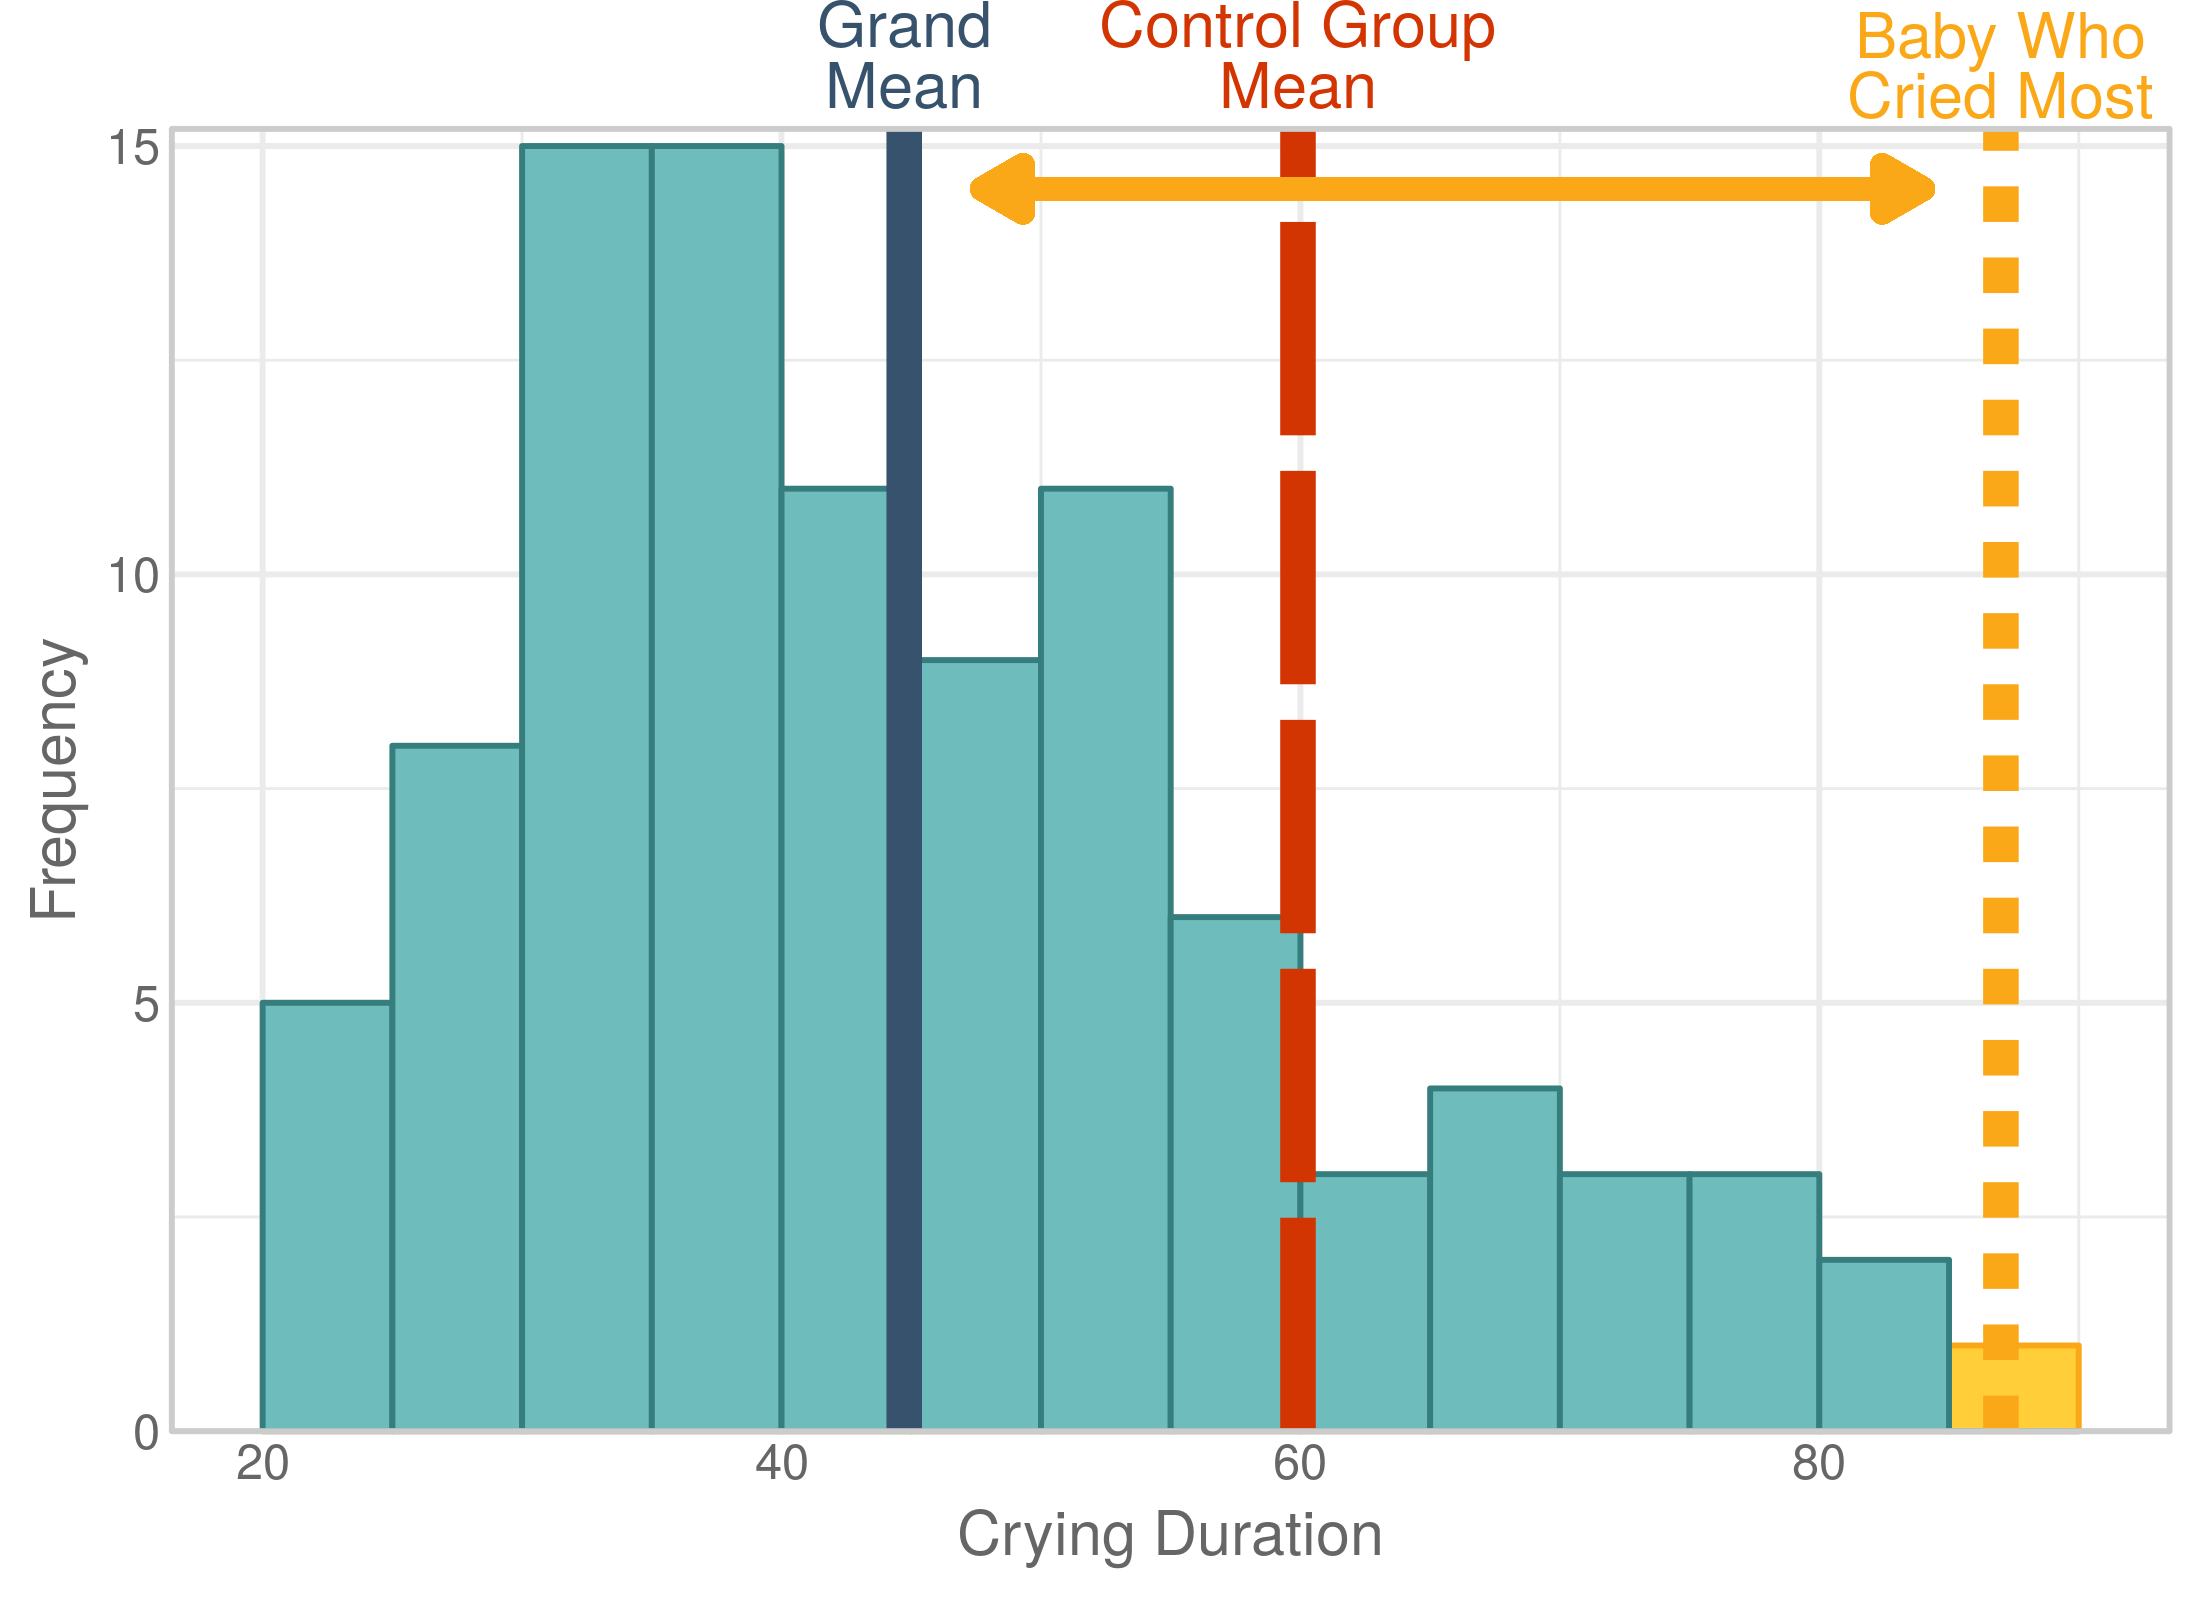 Grand
Mean
Control Group
Mean
Baby Who
Cried Most
15
10
5
0
Frequency
20
40
60
80
Crying Duration